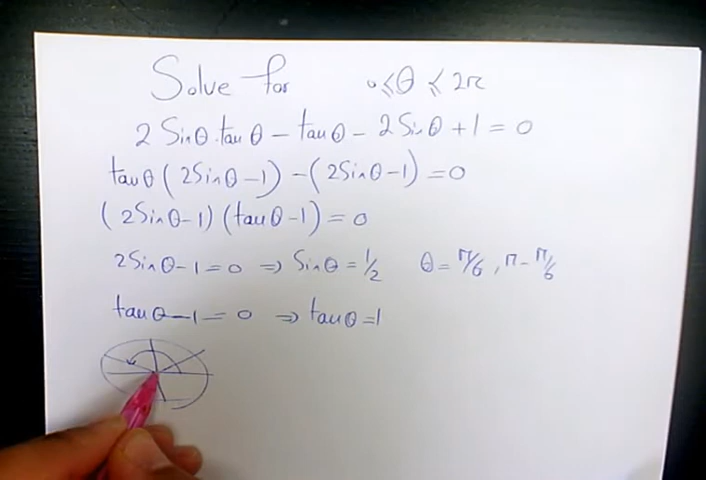 Solve for 0 ≤ θ ≤ 2π
2 Sinθ.tanθ - tanθ - 2Sinθ + 1 = 0
tanθ ( 2Sinθ - 1 ) - ( 2Sinθ - 1 ) = 0
( 2Sinθ - 1 ) ( tanθ - 1 ) = 0
2Sinθ - 1 = 0 ⇒ Sinθ = 1/2 θ = π/6 , π - π/6
tanθ - 1 = 0 ⇒ tanθ = 1